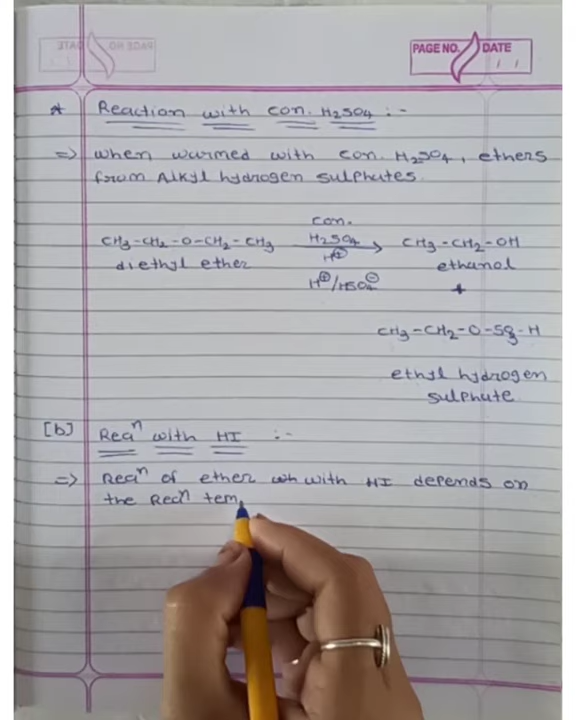 PAGE NO. DATE
* Reaction with con. H₂SO₄ :-
=> when warmed with con. H₂SO₄, ethers
from Alkyl hydrogen sulphates.
con.
CH₃-CH₂-O-CH₂-CH₃ H₂SO₄ → CH₃-CH₂-OH
H⊕
diethyl ether ethanol
H⊕/HSO₄⊖ +
CH₃-CH₂-O-SO₃-H
ethyl hydrogen
sulphate
[b] Reaⁿ with HI :-
=> Reaⁿ of ether wh with HI depends on
the Reaⁿ tem